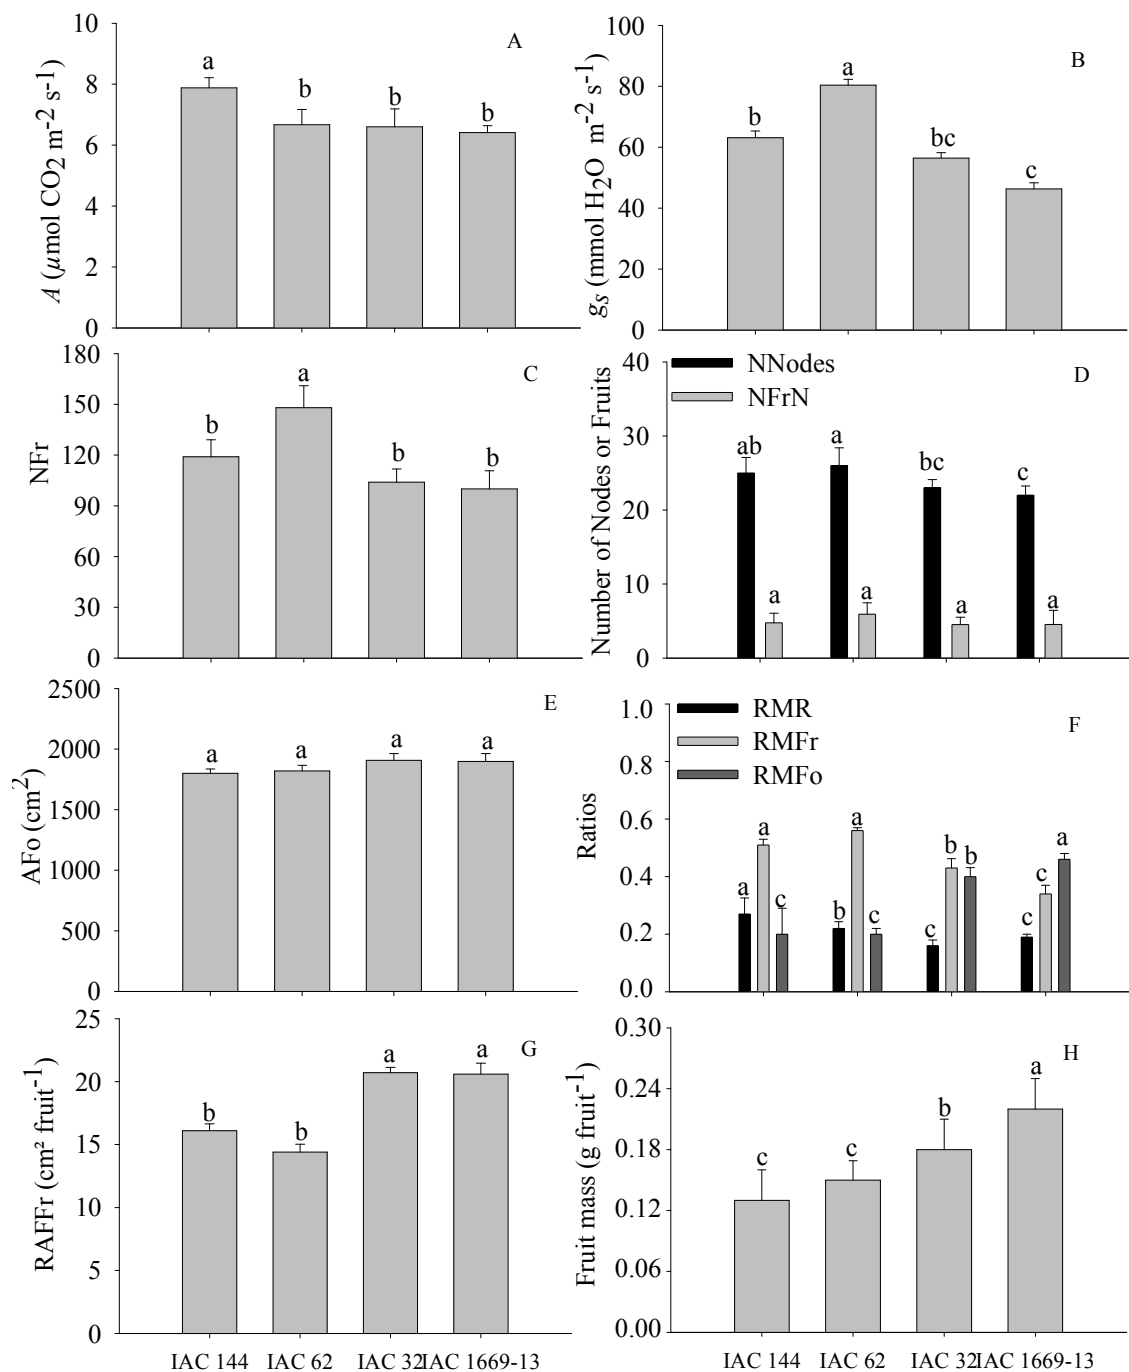 A
A (µmol CO2 m-2 s-1)
10
8
6
4
2
0
a
b
b
b
B
gs (mmol H2O m-2 s-1)
100
80
60
40
20
0
b
a
bc
c
C
NFr
180
150
120
90
60
30
0
b
a
b
b
D
NNodes
NFrN
Number of Nodes or Fruits
40
30
20
10
0
ab
a
a
a
bc
a
c
a
E
AFo (cm2)
2500
2000
1500
1000
500
0
a
a
a
a
F
RMR
RMFr
RMFo
Ratios
1.0
0.8
0.6
0.4
0.2
0.0
a
a
c
b
a
c
c
b
b
c
c
a
G
RAFFr (cm² fruit-1)
25
20
15
10
5
0
b
b
a
a
IAC 144 IAC 62 IAC 32 IAC 1669-13
H
Fruit mass (g fruit-1)
0.30
0.24
0.18
0.12
0.06
0.00
c
c
b
a
IAC 144 IAC 62 IAC 32 IAC 1669-13